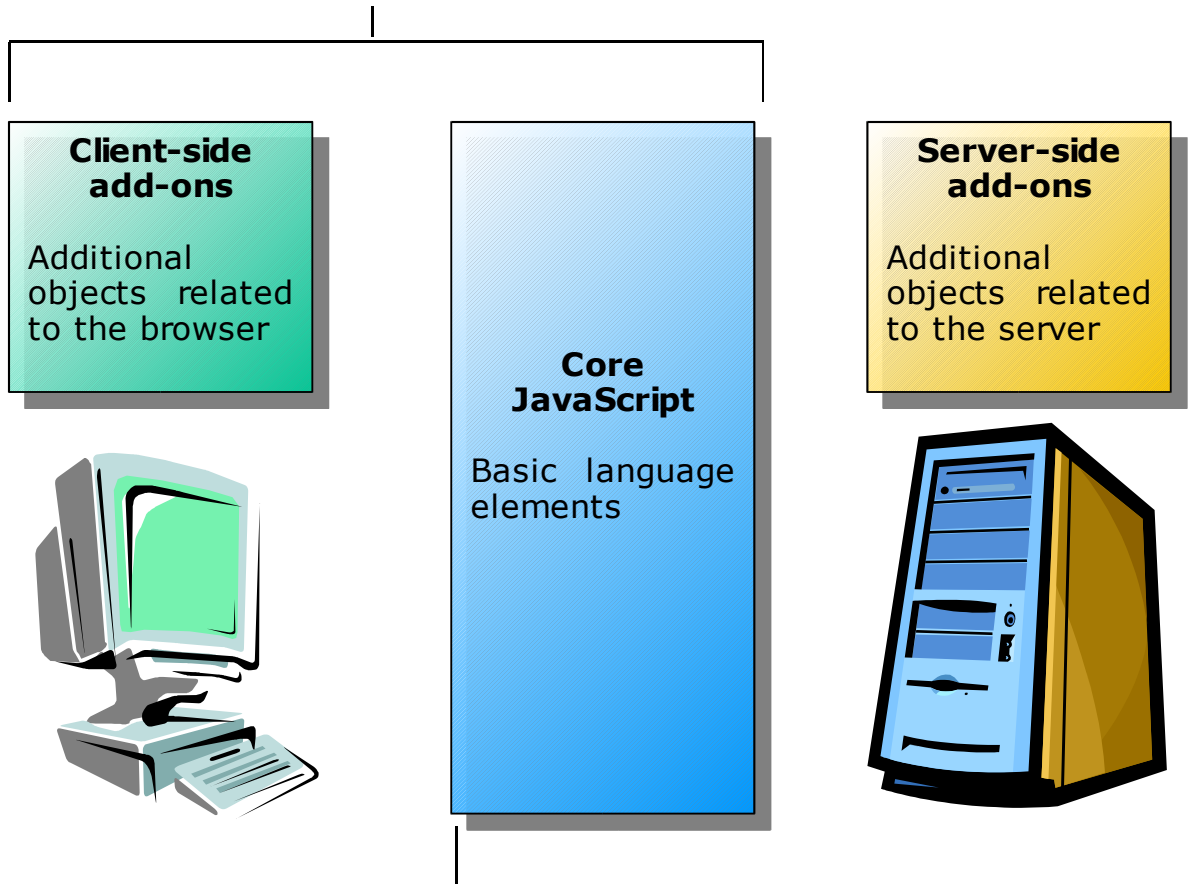 Client-side
add-ons
Additional
objects related
to the browser
Core
JavaScript
Basic language
elements
Server-side
add-ons
Additional
objects related
to the server